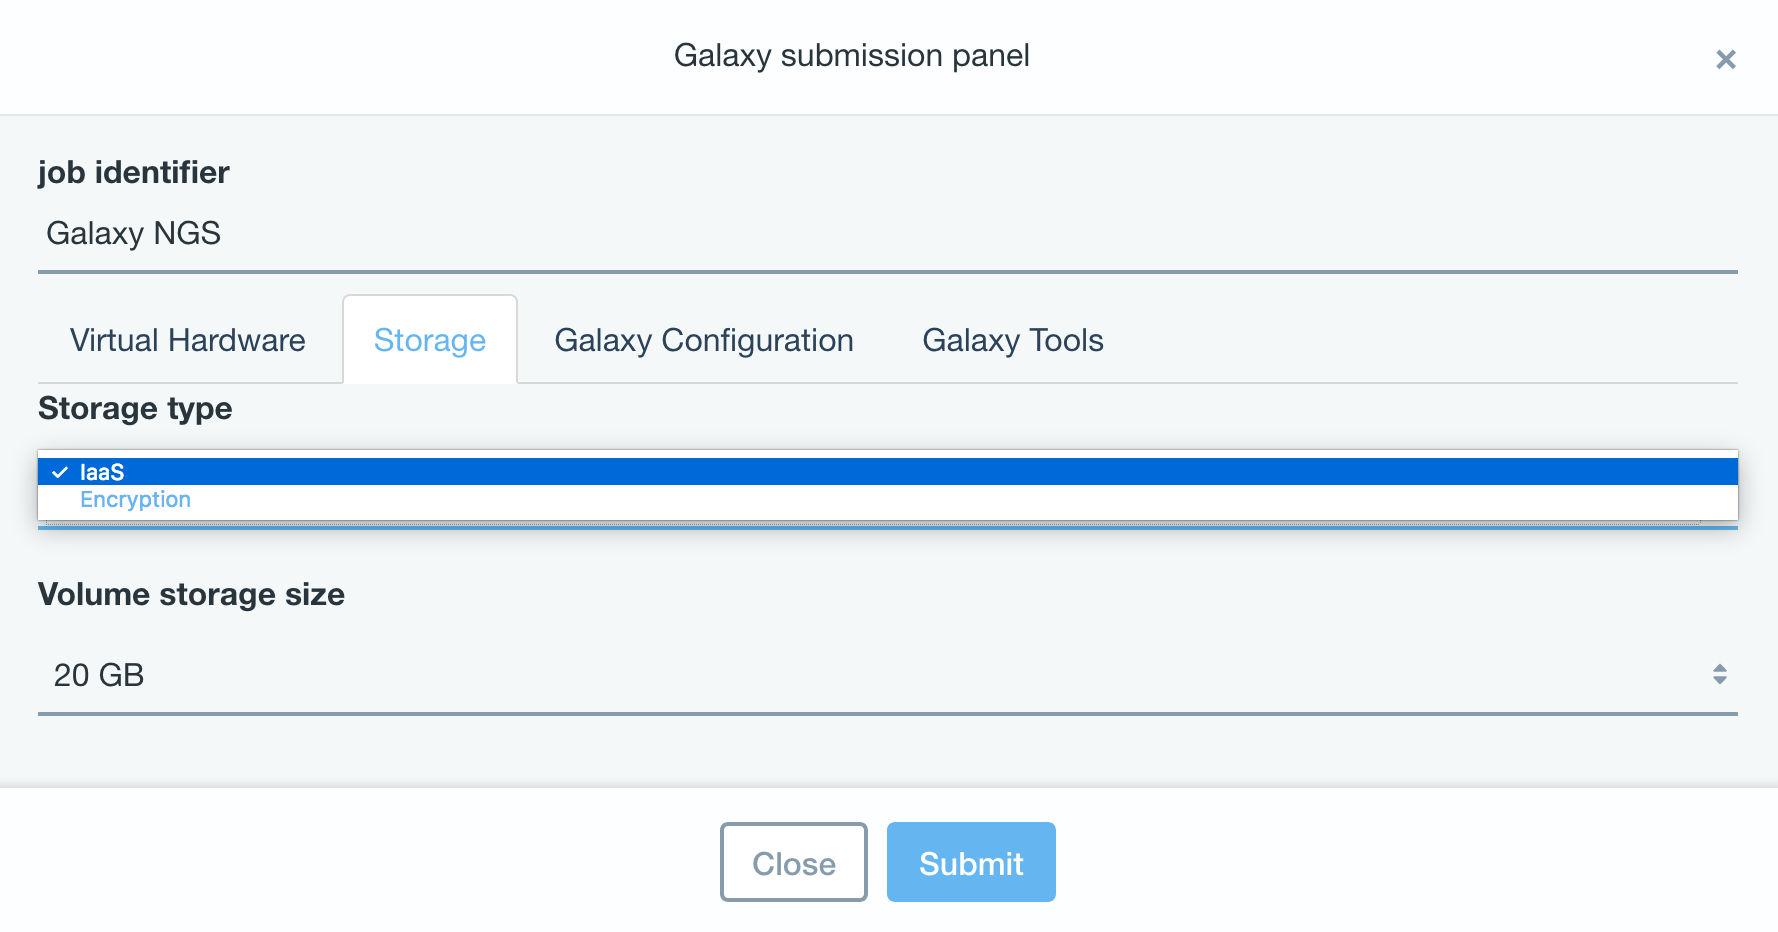 Galaxy submission panel
job identifier
Galaxy NGS
Virtual Hardware Storage Galaxy Configuration Galaxy Tools
Storage type
IaaS
Encryption
Volume storage size
20 GB
Close Submit